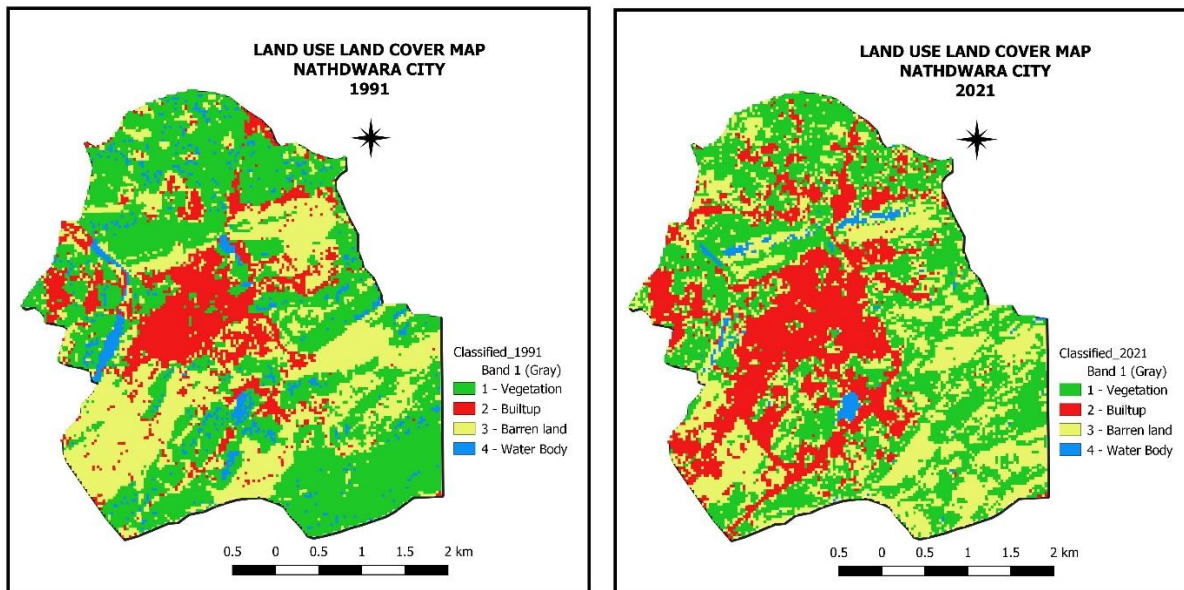 LAND USE LAND COVER MAP
NATHDWARA CITY
1991
Classified_1991
Band 1 (Gray)
1 - Vegetation
2 - Builtup
3 - Barren land
4 - Water Body
0.5 0 0.5 1 1.5 2 km
LAND USE LAND COVER MAP
NATHDWARA CITY
2021
Classified_2021
Band 1 (Gray)
1 - Vegetation
2 - Builtup
3 - Barren land
4 - Water Body
0.5 0 0.5 1 1.5 2 km